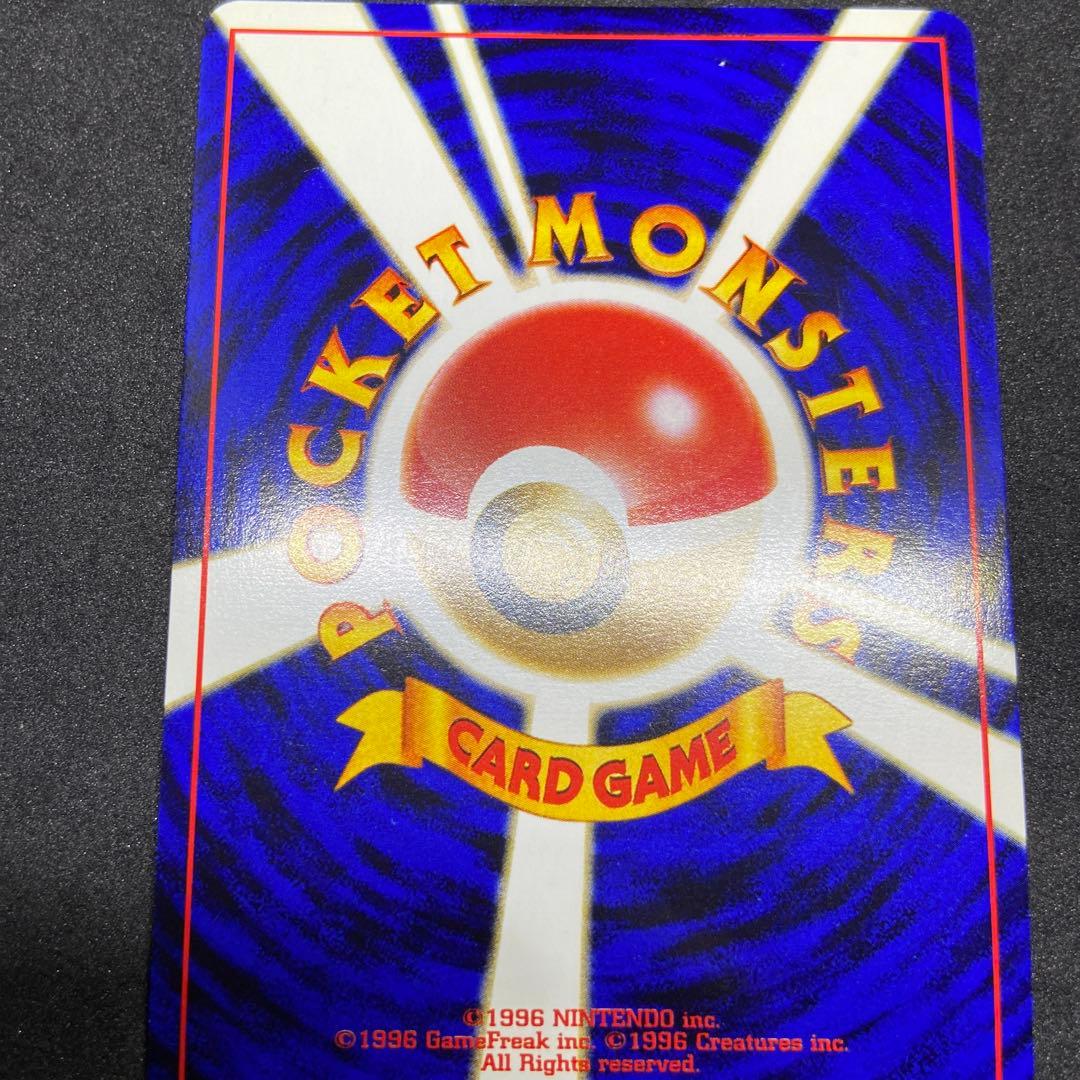 POCKET MONSTERS
CARD GAME
©1996 NINTENDO inc.
©1996 GameFreak inc. ©1996 Creatures inc.
All Rights reserved.